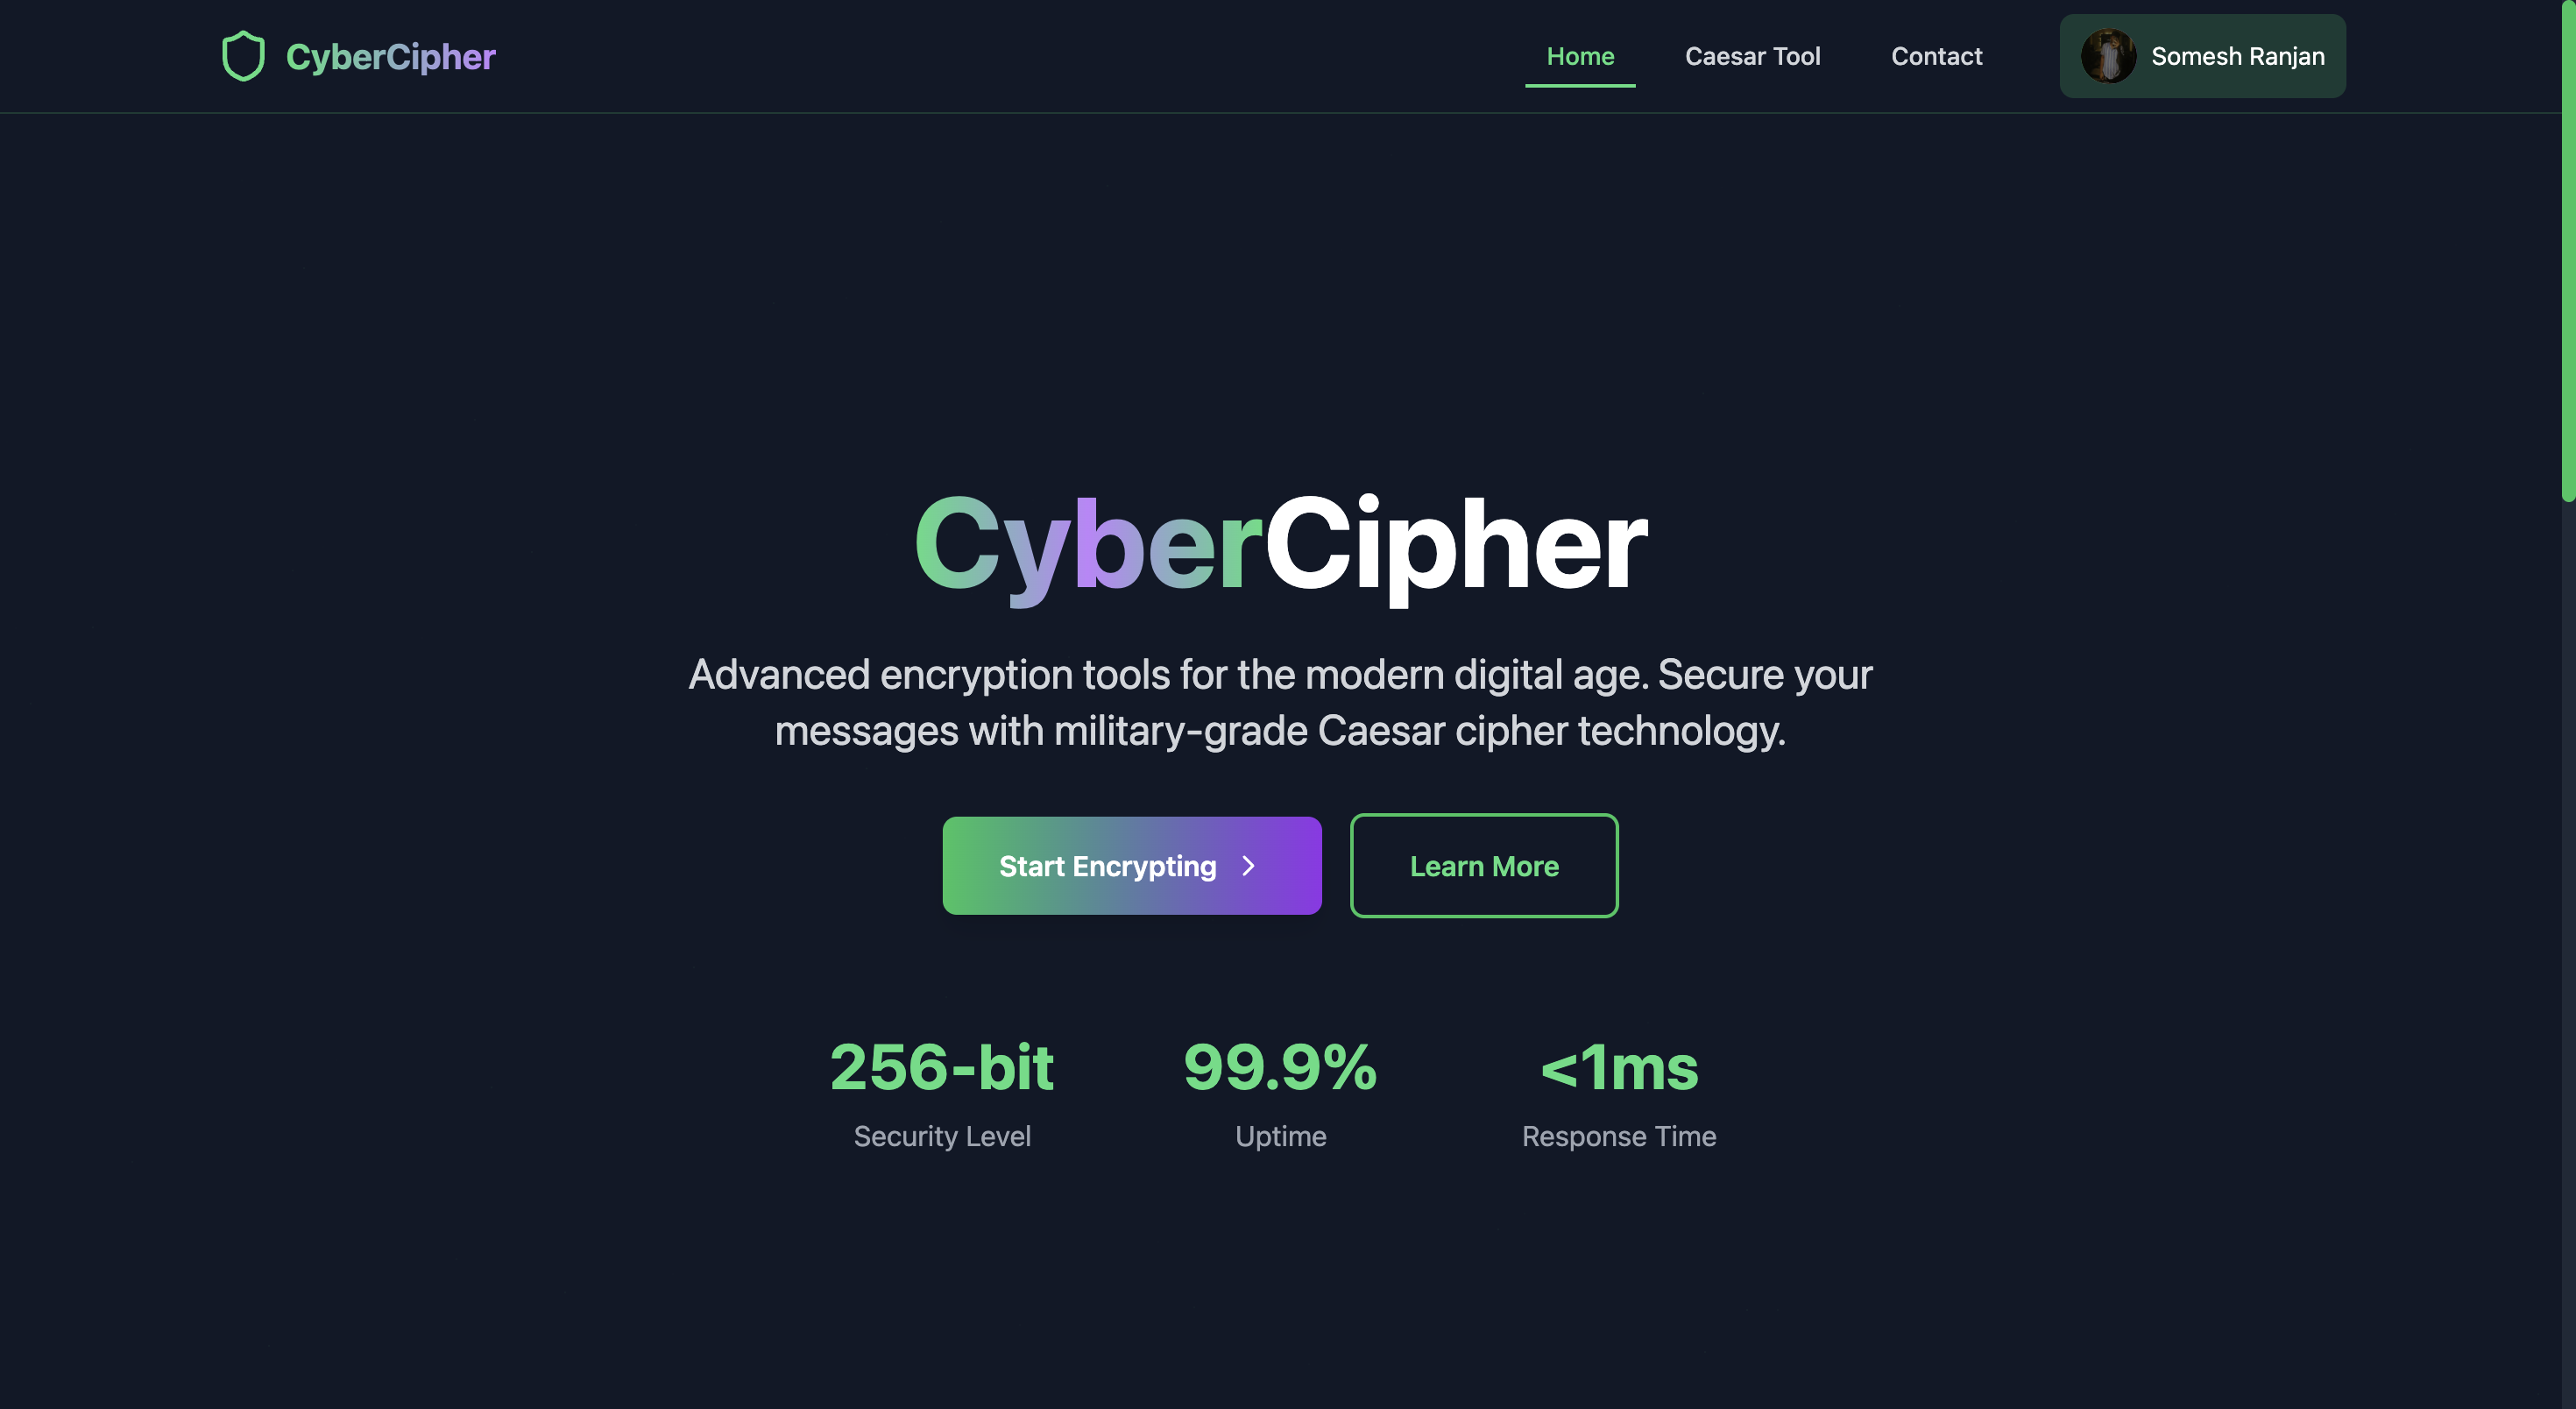 CyberCipher
Home
Caesar Tool
Contact
Somesh Ranjan
CyberCipher
Advanced encryption tools for the modern digital age. Secure your
messages with military-grade Caesar cipher technology.
Start Encrypting
Learn More
256-bit
Security Level
99.9%
Uptime
<1ms
Response Time